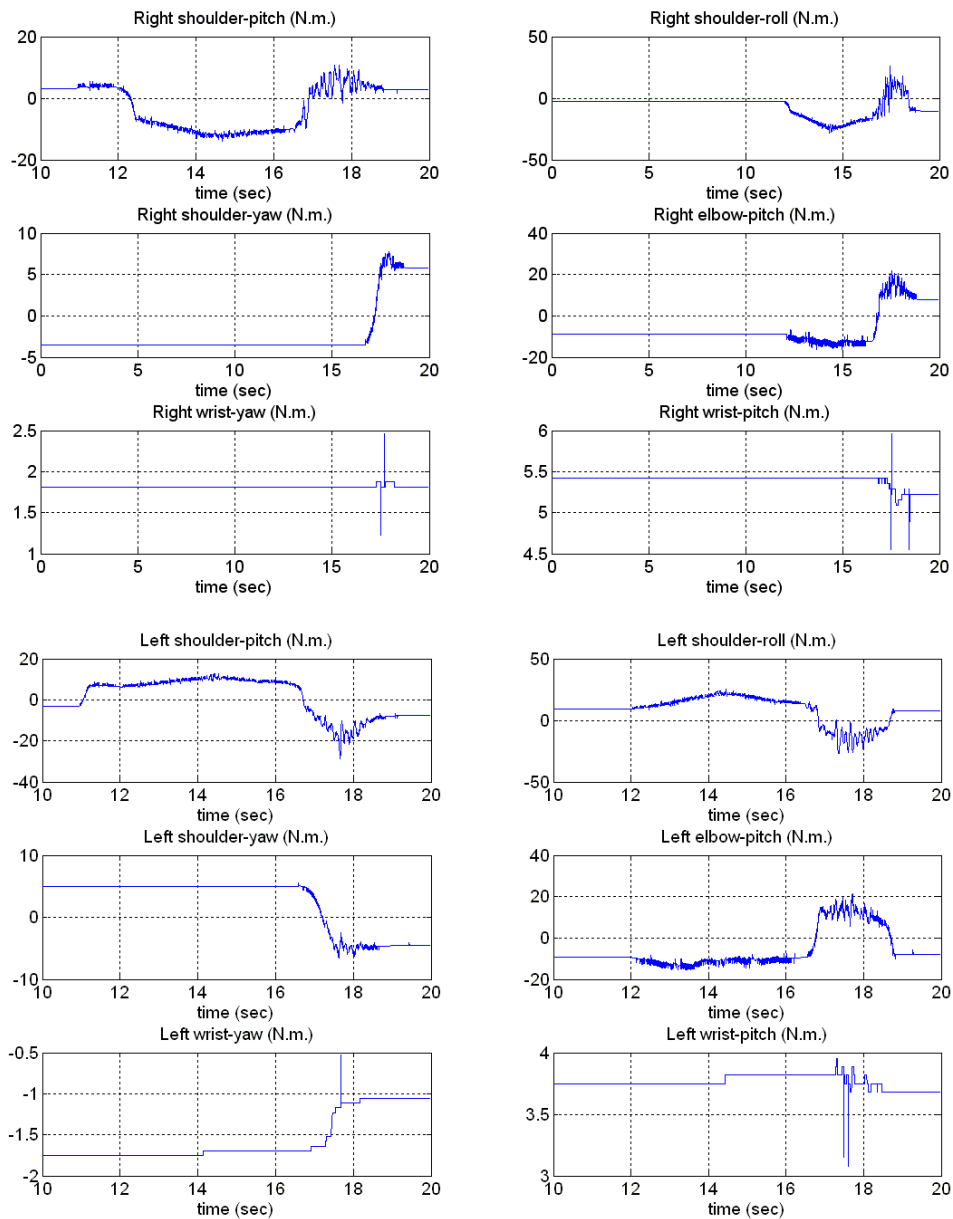 Right shoulder-pitch (N.m.)
20
0
-20
10 12 14 16 18 20
time (sec)
Right shoulder-roll (N.m.)
50
0
-50
0 5 10 15 20
time (sec)
Right shoulder-yaw (N.m.)
10
5
0
-5
0 5 10 15 20
time (sec)
Right elbow-pitch (N.m.)
40
20
0
-20
0 5 10 15 20
time (sec)
Right wrist-yaw (N.m.)
2.5
2
1.5
1
0 5 10 15 20
time (sec)
Right wrist-pitch (N.m.)
6
5.5
5
4.5
0 5 10 15 20
time (sec)
Left shoulder-pitch (N.m.)
20
0
-20
-40
10 12 14 16 18 20
time (sec)
Left shoulder-roll (N.m.)
50
0
-50
10 12 14 16 18 20
time (sec)
Left shoulder-yaw (N.m.)
10
0
-10
10 12 14 16 18 20
time (sec)
Left elbow-pitch (N.m.)
40
20
0
-20
10 12 14 16 18 20
time (sec)
Left wrist-yaw (N.m.)
-0.5
-1
-1.5
-2
10 12 14 16 18 20
time (sec)
Left wrist-pitch (N.m.)
4
3.5
3
10 12 14 16 18 20
time (sec)